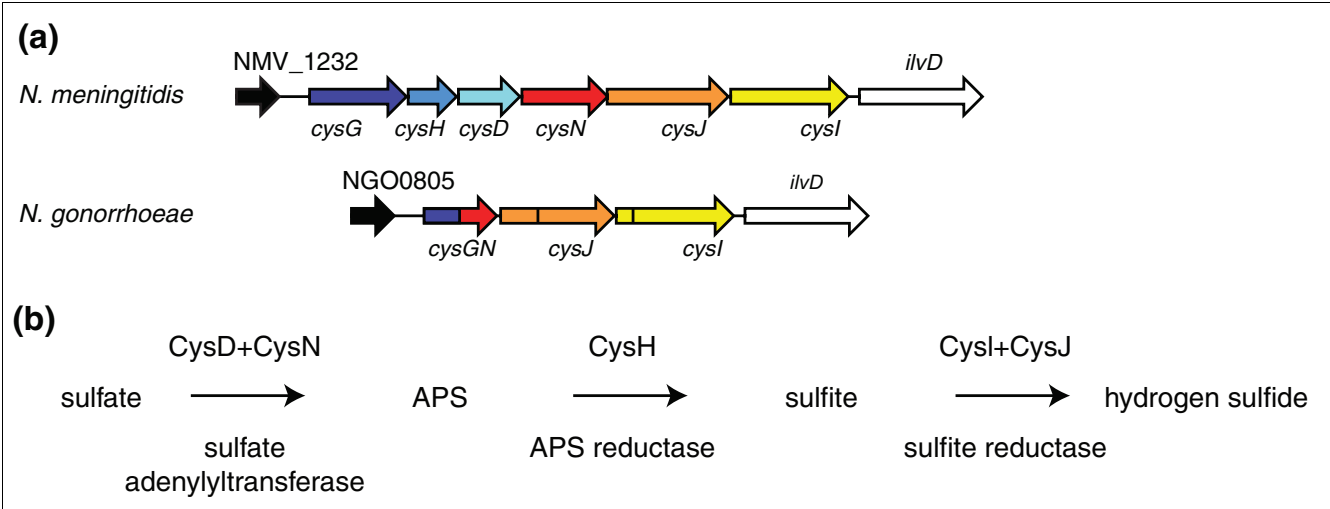 (a)
NMV_1232
ilvD
N. meningitidis
cysG cysH cysD cysN cysJ cysI
NGO0805
ilvD
N. gonorrhoeae
cysGN cysJ cysI
(b)
CysD+CysN CysH CysI+CysJ
sulfate APS sulfite hydrogen sulfide
sulfate APS reductase sulfite reductase
adenylyltransferase